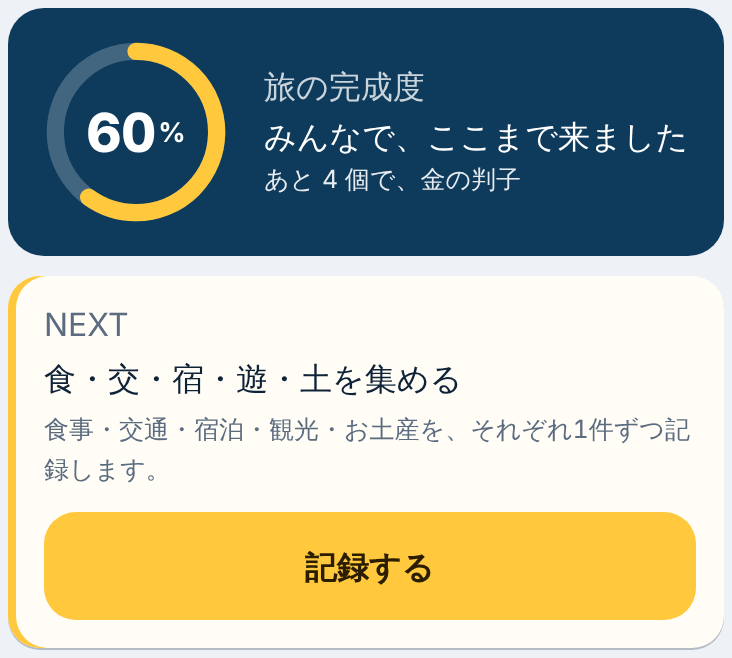 60%
旅の完成度
みんなで、ここまで来ました
あと 4 個で、金の判子
NEXT
食・交・宿・遊・土を集める
食事・交通・宿泊・観光・お土産を、それぞれ1件ずつ記
録します。
記録する